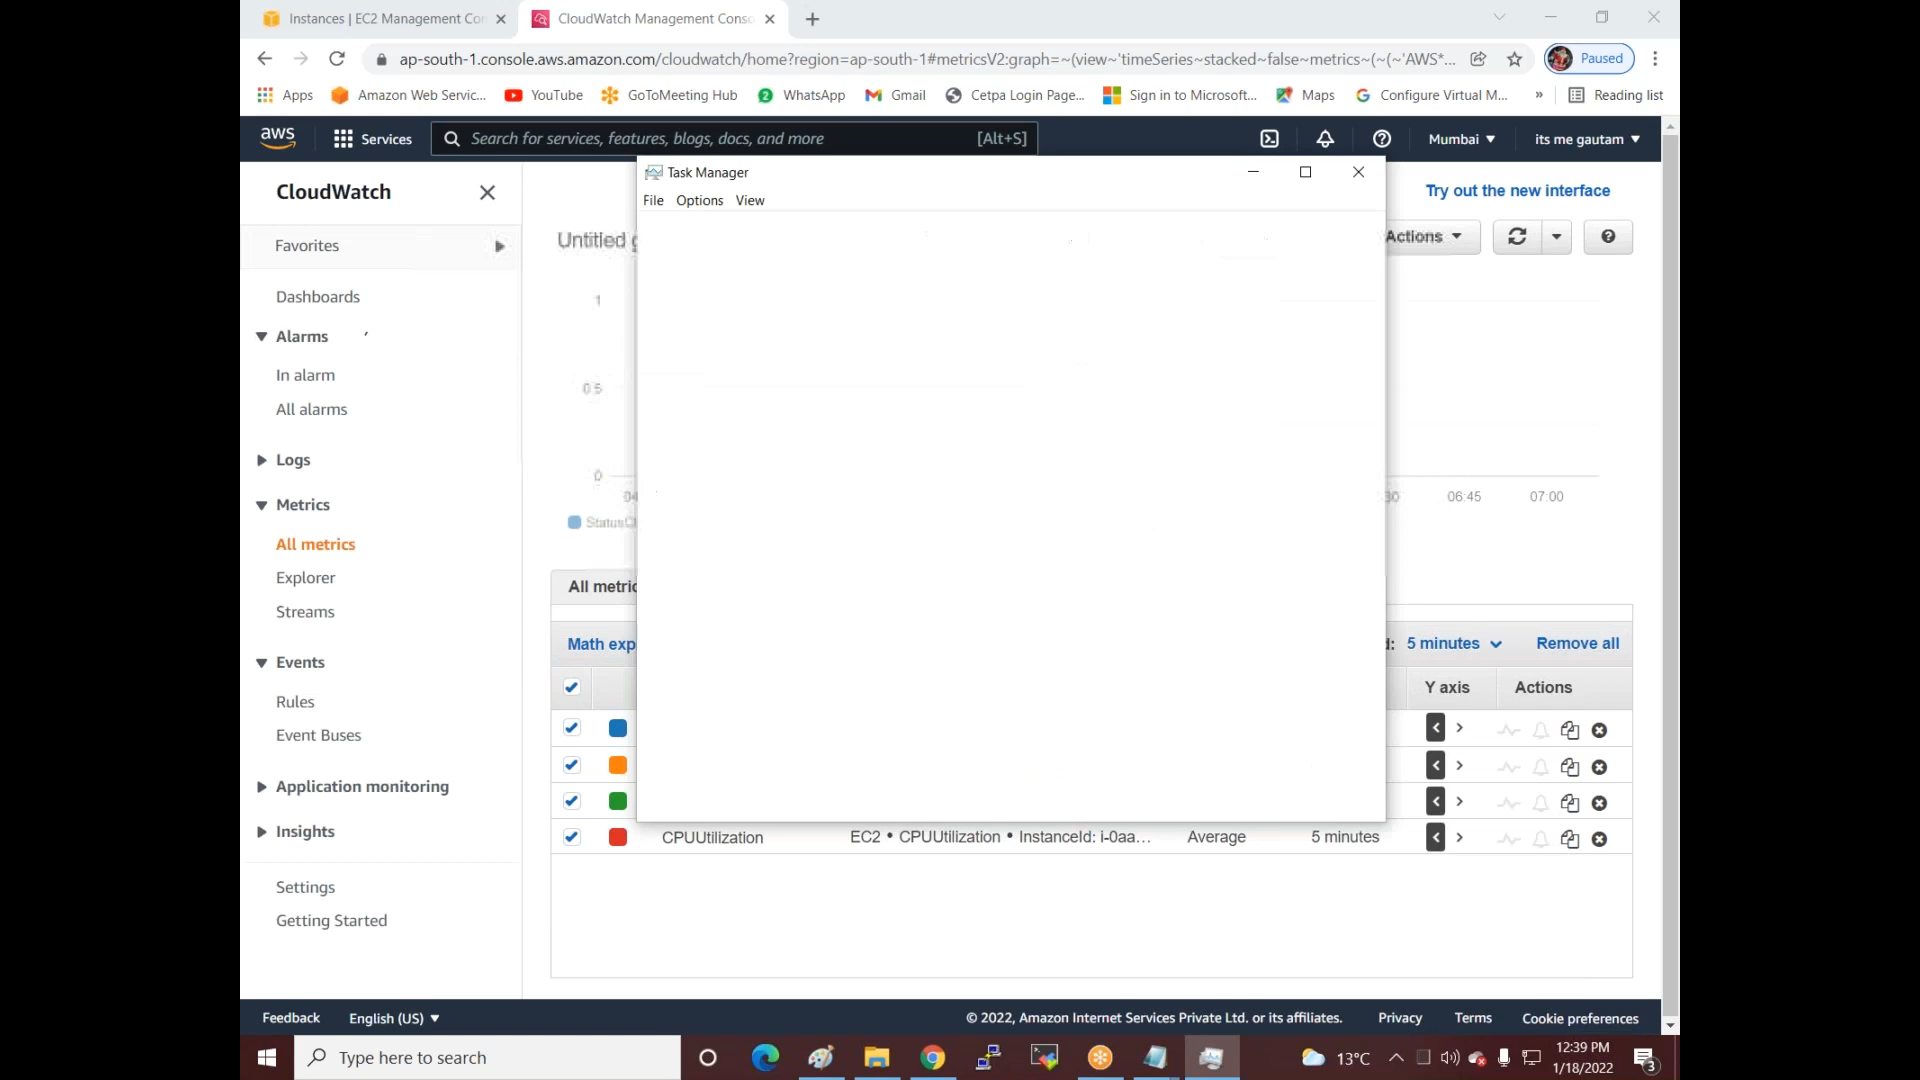 Instances | EC2 Management Con
CloudWatch Management Conso
ap-south-1.console.aws.amazon.com/cloudwatch/home?region=ap-south-1#metricsV2:graph=~(view~'timeSeries~stacked~false~metrics~(~(~'AWS*...
Paused
Apps
Amazon Web Servic...
YouTube
GoToMeeting Hub
2
WhatsApp
Gmail
Cetpa Login Page...
Sign in to Microsoft...
Maps
Configure Virtual M...
»
Reading list
aws
Services
Search for services, features, blogs, docs, and more
[Alt+S]
Mumbai
its me gautam
CloudWatch
Favorites
Dashboards
Alarms
In alarm
All alarms
Logs
Metrics
All metrics
Explorer
Streams
Events
Rules
Event Buses
Application monitoring
Insights
Settings
Getting Started
Task Manager
File Options View
Try out the new interface
Untitled g
Actions
1
0.5
0
04
30
06:45
07:00
StatusC
All metric
Math exp
d: 5 minutes
Remove all
Y axis
Actions
CPUUtilization
EC2 • CPUUtilization • InstanceId: i-0aa...
Average
5 minutes
Feedback
English (US)
© 2022, Amazon Internet Services Private Ltd. or its affiliates.
Privacy
Terms
Cookie preferences
Type here to search
13°C
12:39 PM
1/18/2022
3